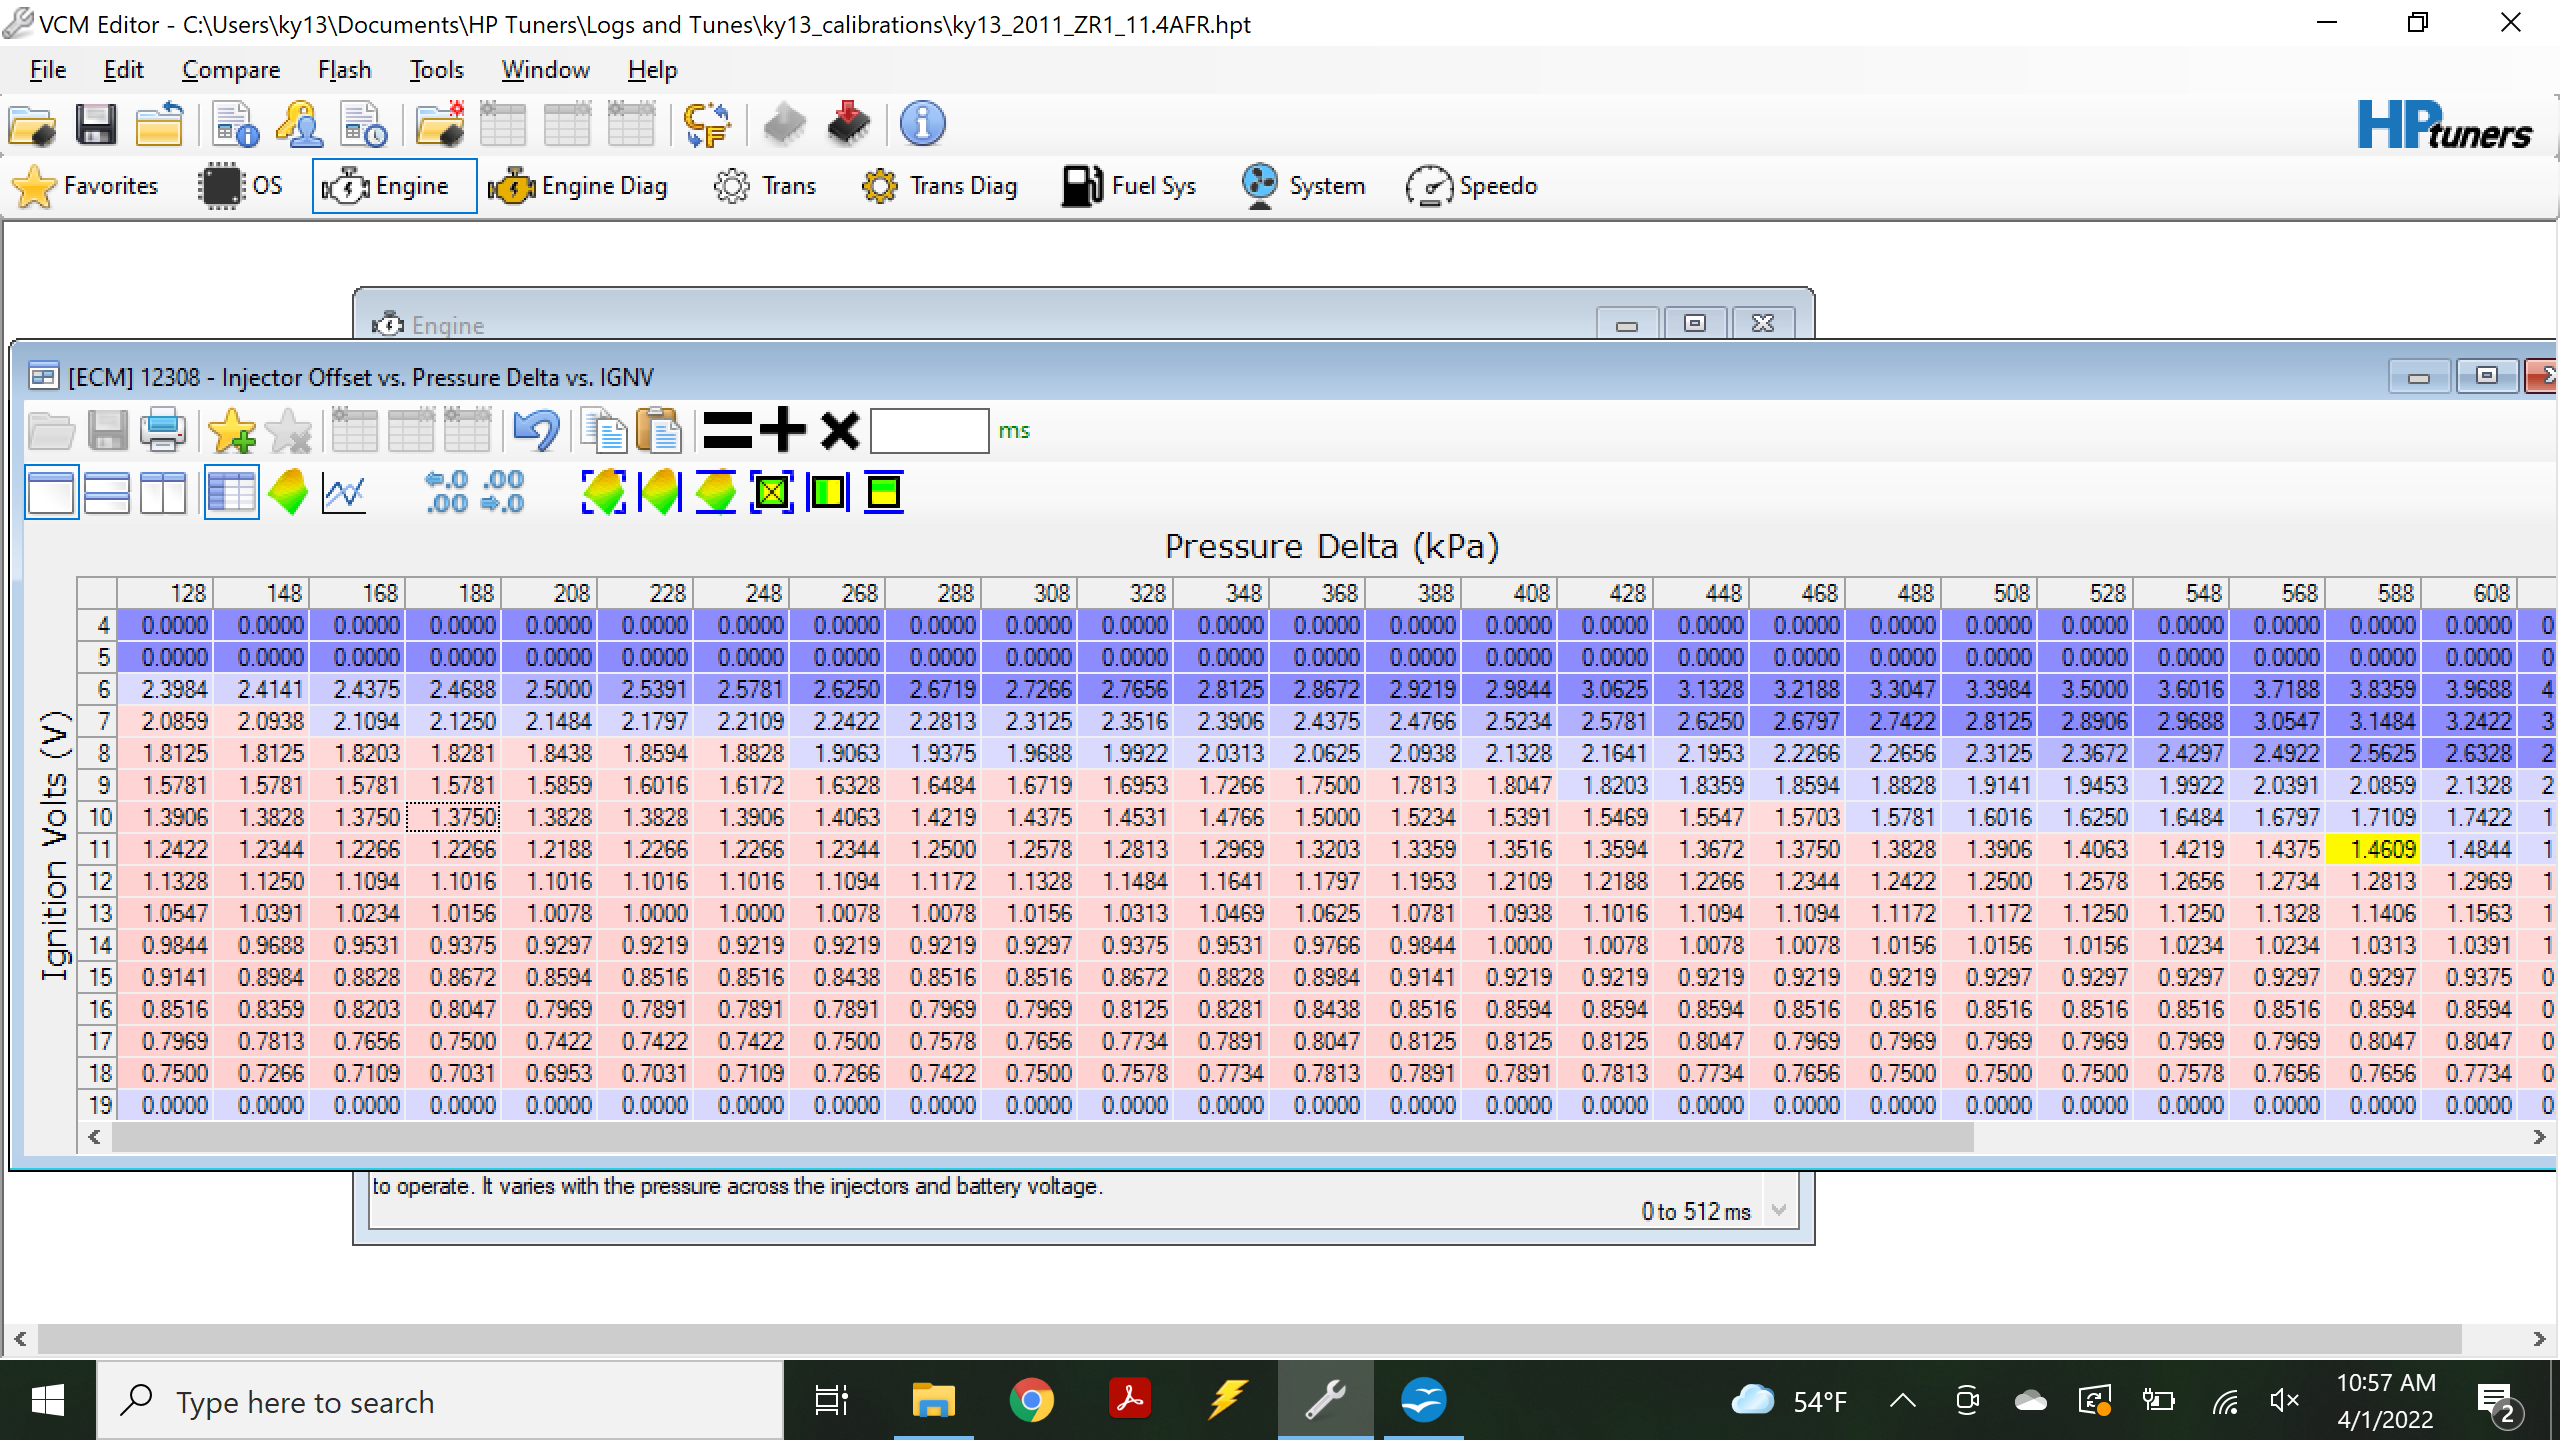 VCM Editor - C:\Users\ky13\Documents\HP Tuners\Logs and Tunes\ky13_calibrations\ky13_2011_ZR1_11.4AFR.hpt
File Edit Compare Flash Tools Window Help
HP tuners
Favorites OS Engine Engine Diag Trans Trans Diag Fuel Sys System Speedo
Engine
[ECM] 12308 - Injector Offset vs. Pressure Delta vs. IGNV
ms
Pressure Delta (kPa)
Ignition Volts (V)
128 148 168 188 208 228 248 268 288 308 328 348 368 388 408 428 448 468 488 508 528 548 568 588 608
4 0.0000 0.0000 0.0000 0.0000 0.0000 0.0000 0.0000 0.0000 0.0000 0.0000 0.0000 0.0000 0.0000 0.0000 0.0000 0.0000 0.0000 0.0000 0.0000 0.0000 0.0000 0.0000 0.0000 0.0000 0.0000 0
5 0.0000 0.0000 0.0000 0.0000 0.0000 0.0000 0.0000 0.0000 0.0000 0.0000 0.0000 0.0000 0.0000 0.0000 0.0000 0.0000 0.0000 0.0000 0.0000 0.0000 0.0000 0.0000 0.0000 0.0000 0.0000 0
6 2.3984 2.4141 2.4375 2.4688 2.5000 2.5391 2.5781 2.6250 2.6719 2.7266 2.7656 2.8125 2.8672 2.9219 2.9844 3.0625 3.1328 3.2188 3.3047 3.3984 3.5000 3.6016 3.7188 3.8359 3.9688 4
7 2.0859 2.0938 2.1094 2.1250 2.1484 2.1797 2.2109 2.2422 2.2813 2.3125 2.3516 2.3906 2.4375 2.4766 2.5234 2.5781 2.6250 2.6797 2.7422 2.8125 2.8906 2.9688 3.0547 3.1484 3.2422 3
8 1.8125 1.8125 1.8203 1.8281 1.8438 1.8594 1.8828 1.9063 1.9375 1.9688 1.9922 2.0313 2.0625 2.0938 2.1328 2.1641 2.1953 2.2266 2.2656 2.3125 2.3672 2.4297 2.4922 2.5625 2.6328 2
9 1.5781 1.5781 1.5781 1.5781 1.5859 1.6016 1.6172 1.6328 1.6484 1.6719 1.6953 1.7266 1.7500 1.7813 1.8047 1.8203 1.8359 1.8594 1.8828 1.9141 1.9453 1.9922 2.0391 2.0859 2.1328 2
10 1.3906 1.3828 1.3750 1.3750 1.3828 1.3828 1.3906 1.4063 1.4219 1.4375 1.4531 1.4766 1.5000 1.5234 1.5391 1.5469 1.5547 1.5703 1.5781 1.6016 1.6250 1.6484 1.6797 1.7109 1.7422 1
11 1.2422 1.2344 1.2266 1.2266 1.2188 1.2266 1.2266 1.2344 1.2500 1.2578 1.2813 1.2969 1.3203 1.3359 1.3516 1.3594 1.3672 1.3750 1.3828 1.3906 1.4063 1.4219 1.4375 1.4609 1.4844 1
12 1.1328 1.1250 1.1094 1.1016 1.1016 1.1016 1.1016 1.1094 1.1172 1.1328 1.1484 1.1641 1.1797 1.1953 1.2109 1.2188 1.2266 1.2344 1.2422 1.2500 1.2578 1.2656 1.2734 1.2813 1.2969 1
13 1.0547 1.0391 1.0234 1.0156 1.0078 1.0000 1.0000 1.0078 1.0078 1.0156 1.0313 1.0469 1.0625 1.0781 1.0938 1.1016 1.1094 1.1094 1.1172 1.1172 1.1250 1.1250 1.1328 1.1406 1.1563 1
14 0.9844 0.9688 0.9531 0.9375 0.9297 0.9219 0.9219 0.9219 0.9219 0.9297 0.9375 0.9531 0.9766 0.9844 1.0000 1.0078 1.0078 1.0078 1.0156 1.0156 1.0156 1.0234 1.0234 1.0313 1.0391 1
15 0.9141 0.8984 0.8828 0.8672 0.8594 0.8516 0.8516 0.8438 0.8516 0.8516 0.8672 0.8828 0.8984 0.9141 0.9219 0.9219 0.9219 0.9219 0.9219 0.9297 0.9297 0.9297 0.9297 0.9297 0.9375 0
16 0.8516 0.8359 0.8203 0.8047 0.7969 0.7891 0.7891 0.7891 0.7969 0.7969 0.8125 0.8281 0.8438 0.8516 0.8594 0.8594 0.8594 0.8516 0.8516 0.8516 0.8516 0.8516 0.8516 0.8594 0.8594 0
17 0.7969 0.7813 0.7656 0.7500 0.7422 0.7422 0.7422 0.7500 0.7578 0.7656 0.7734 0.7891 0.8047 0.8125 0.8125 0.8125 0.8047 0.7969 0.7969 0.7969 0.7969 0.7969 0.7969 0.8047 0.8047 0
18 0.7500 0.7266 0.7109 0.7031 0.6953 0.7031 0.7109 0.7266 0.7422 0.7500 0.7578 0.7734 0.7813 0.7891 0.7891 0.7813 0.7734 0.7656 0.7500 0.7500 0.7500 0.7578 0.7656 0.7656 0.7734 0
19 0.0000 0.0000 0.0000 0.0000 0.0000 0.0000 0.0000 0.0000 0.0000 0.0000 0.0000 0.0000 0.0000 0.0000 0.0000 0.0000 0.0000 0.0000 0.0000 0.0000 0.0000 0.0000 0.0000 0.0000 0.0000 0
to operate. It varies with the pressure across the injectors and battery voltage.
0 to 512 ms
Type here to search
54°F
10:57 AM
4/1/2022
2